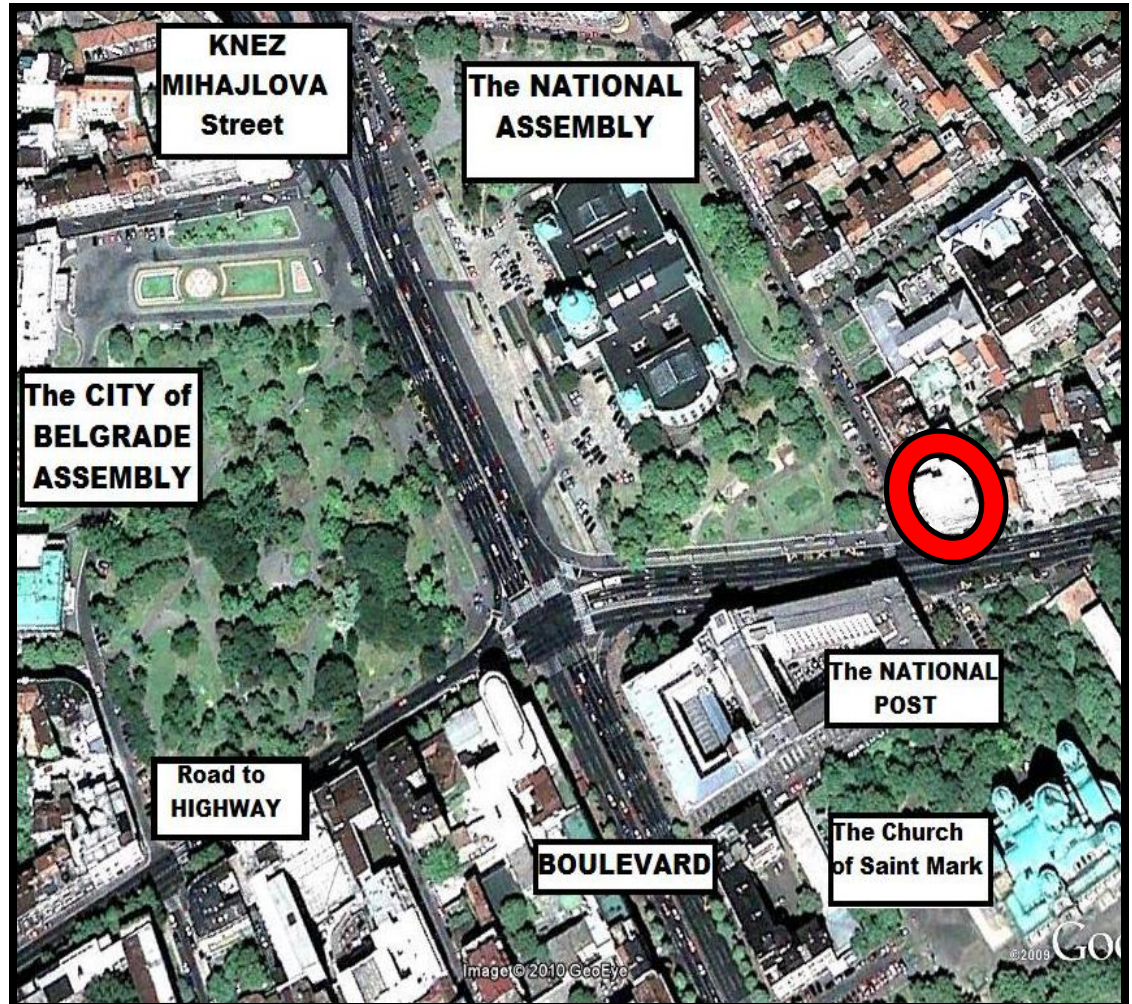 KNEZ
MIHAJLOVA
Street
The NATIONAL
ASSEMBLY
The CITY of
BELGRADE
ASSEMBLY
The NATIONAL
POST
Road to
HIGHWAY
The Church
of Saint Mark
BOULEVARD
Image © 2010 GeoEye
©2009 Goo